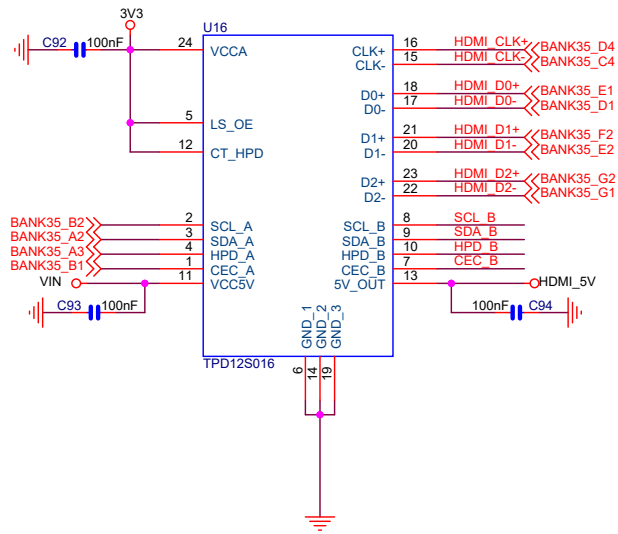 3V3
U16
C92 100nF 24 VCCA
CLK+ 16 HDMI_CLK+ BANK35_D4
CLK- 15 HDMI_CLK- BANK35_C4
D0+ 18 HDMI_D0+ BANK35_E1
D0- 17 HDMI_D0- BANK35_D1
5 LS_OE
D1+ 21 HDMI_D1+ BANK35_F2
12 CT_HPD
D1- 20 HDMI_D1- BANK35_E2
D2+ 23 HDMI_D2+ BANK35_G2
D2- 22 HDMI_D2- BANK35_G1
BANK35_B2 2 SCL_A SCL_B 8 SCL_B
BANK35_A2 3 SDA_A SDA_B 9 SDA_B
BANK35_A3 4 HPD_A HPD_B 10 HPD_B
BANK35_B1 1 CEC_A CEC_B 7 CEC_B
VIN 11 VCC5V 5V_OUT 13 HDMI_5V
C93 100nF
100nF C94
GND_1
GND_2
GND_3
TPD12S016
6
14
19